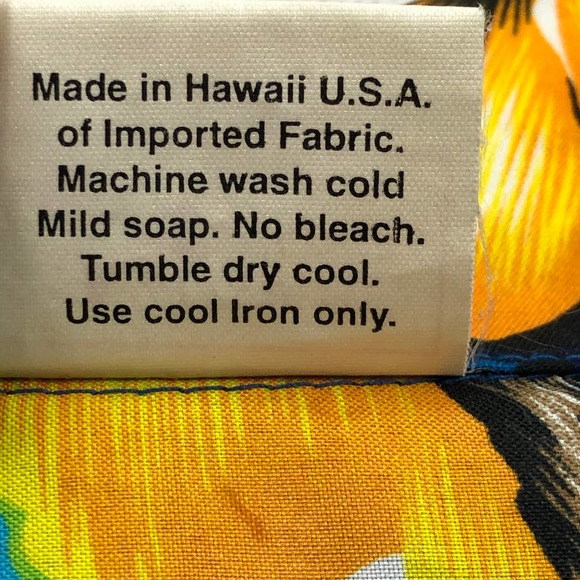 Made in Hawaii U.S.A.
of Imported Fabric.
Machine wash cold
Mild soap. No bleach.
Tumble dry cool.
Use cool Iron only.